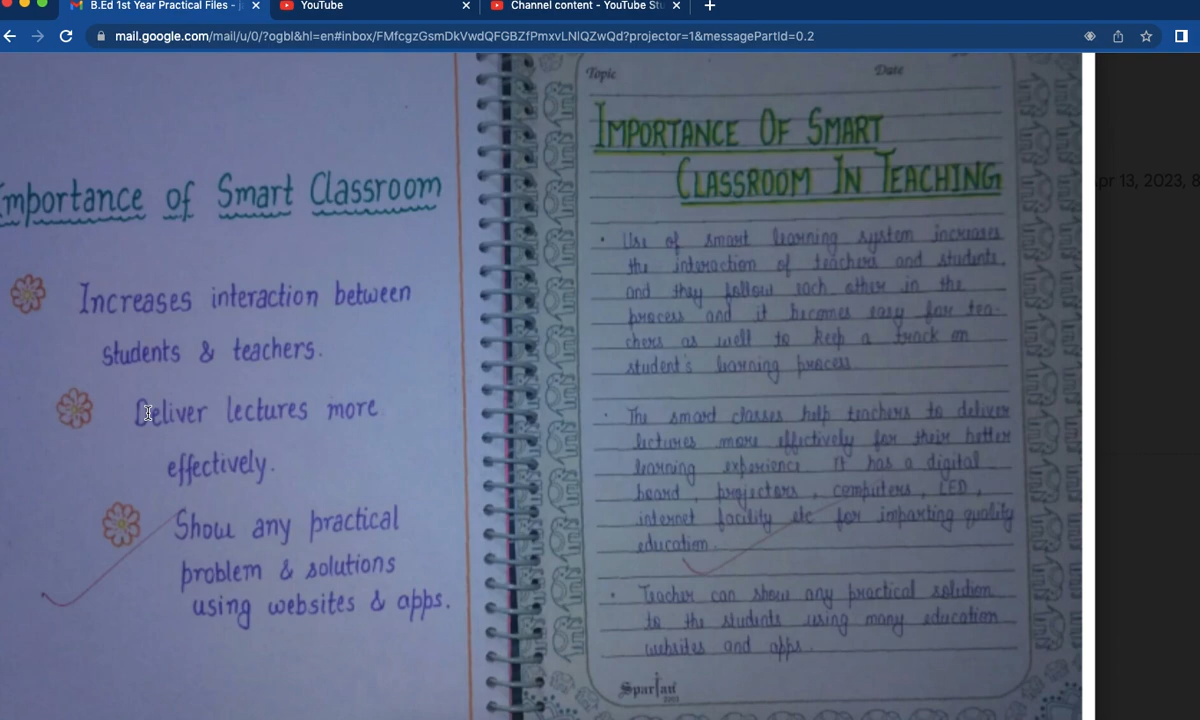 B.Ed 1st Year Practical Files - j
YouTube
Channel content - YouTube Stu
mail.google.com/mail/u/0/?ogbl&hl=en#inbox/FMfcgzGsmDkVwdQFGBZfPmxvLNlQZwQd?projector=1&messagePartId=0.2
Importance of Smart Classroom
Increases interaction between
students & teachers.
Deliver lectures more
effectively.
Show any practical
problem & solutions
using websites & apps.
Topic
Date
IMPORTANCE OF SMART
CLASSROOM IN TEACHING
• Use of smart learning system increases
the interaction of teachers and students,
and they follow each other in the
process and it becomes easy for tea-
chers as well to keep a track on
student's learning process
• The smart classes help teachers to deliver
lectures more effectively for their better
learning experience It has a digital
board, projectors, computers, LED,
internet facility etc for imparting quality
education.
• Teacher can show any practical solution
to the students using many education
websites and apps.
Spartan
pr 13, 2023, 8